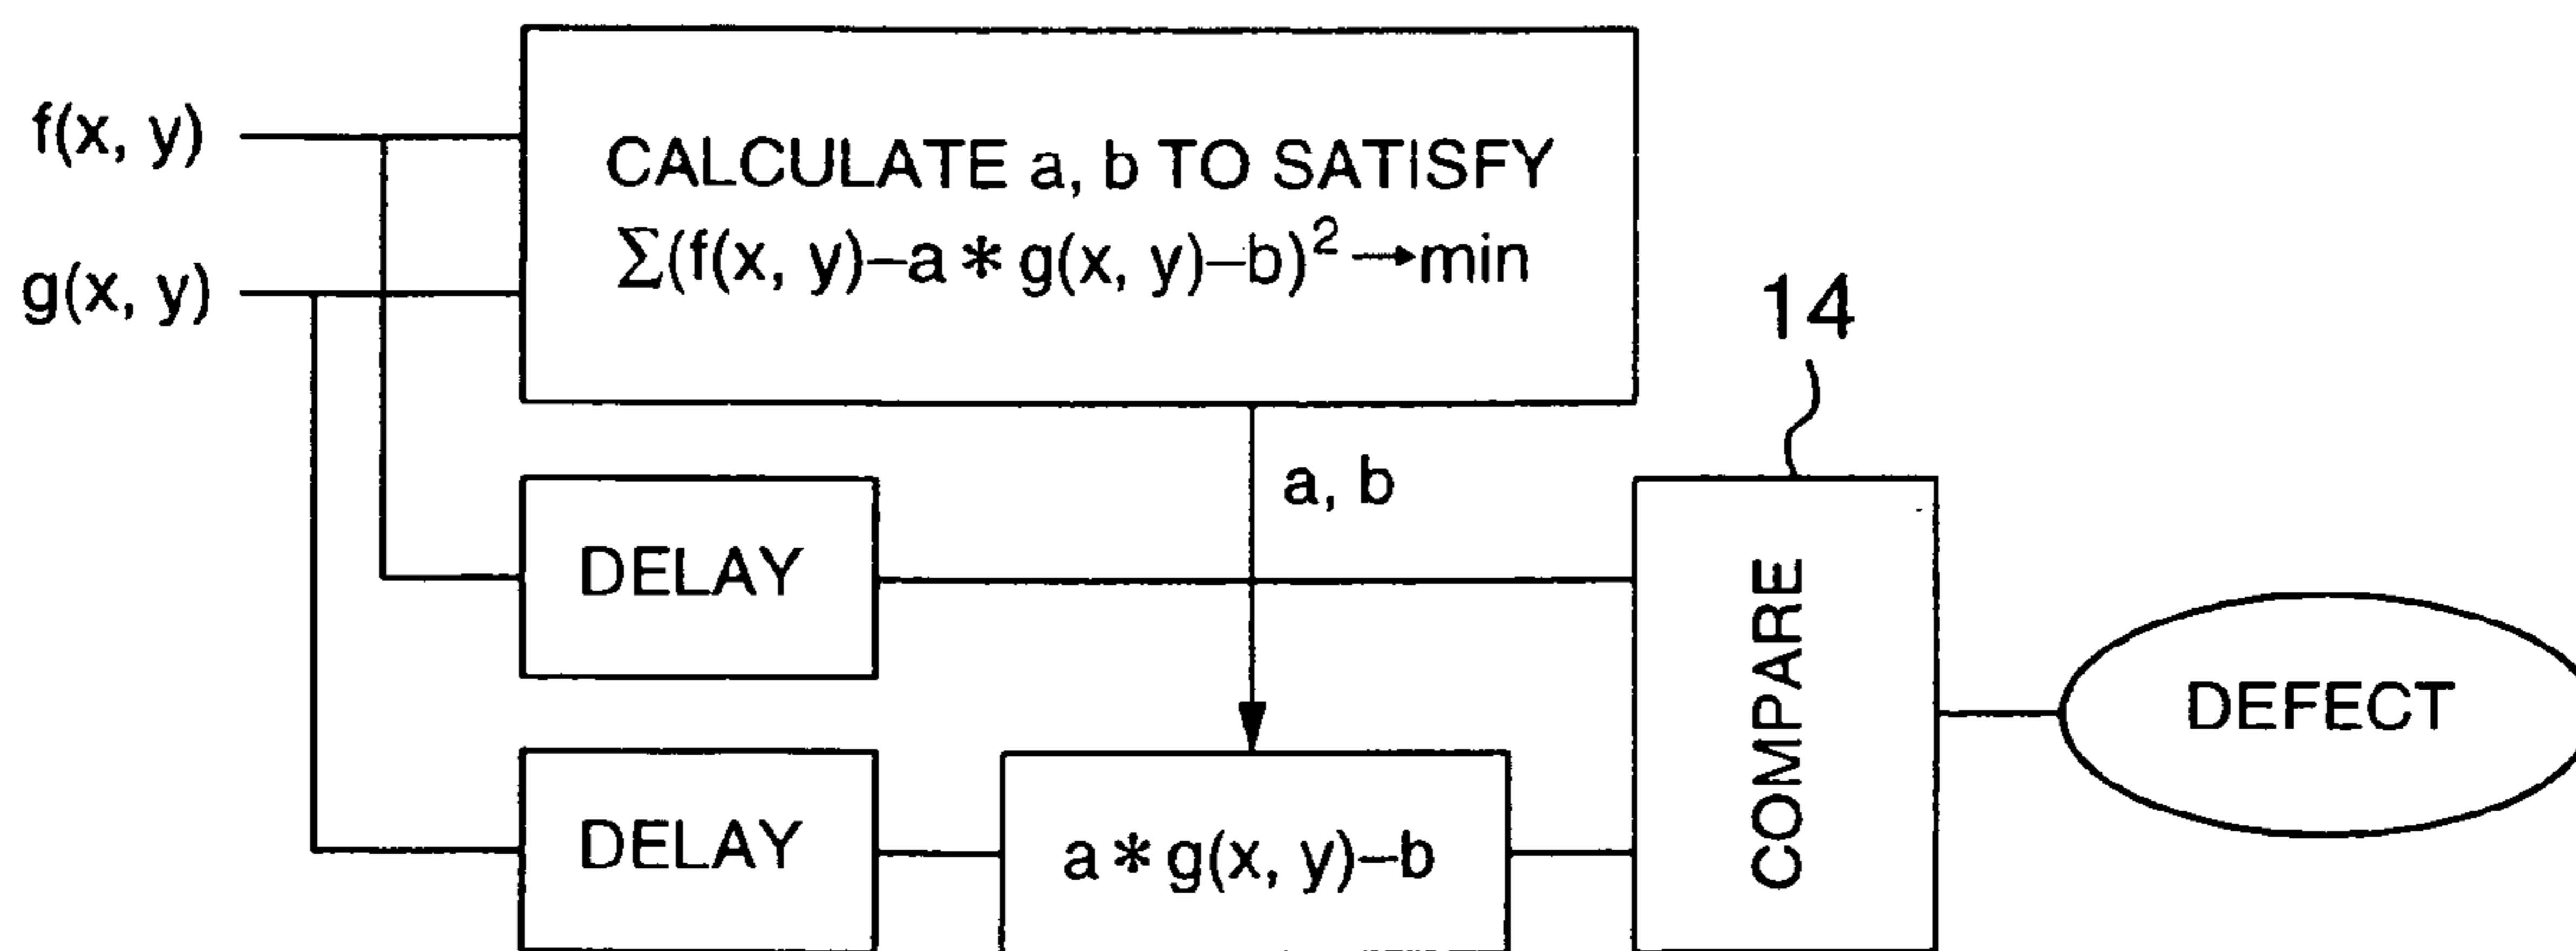 f(x, y)
g(x, y)
CALCULATE a, b TO SATISFY
Σ(f(x, y)–a * g(x, y)–b)² →min
14
a, b
DELAY
COMPARE
DEFECT
DELAY
a * g(x, y)–b